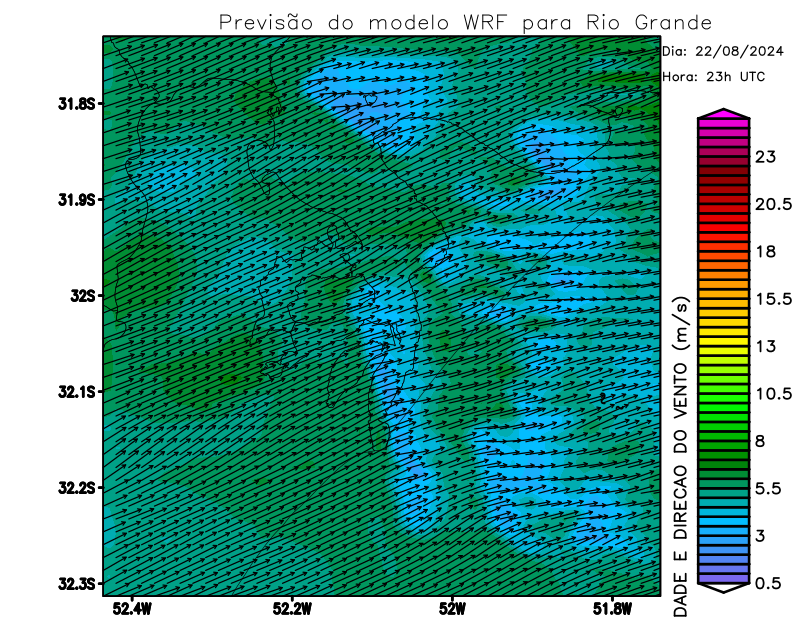 Previsão do modelo WRF para Rio Grande
Dia: 22/08/2024
Hora: 23h UTC
31.8S
31.9S
32S
32.1S
32.2S
32.3S
52.4W
52.2W
52W
51.8W
DADE E DIRECAO DO VENTO (m/s)
23
20.5
18
15.5
13
10.5
8
5.5
3
0.5